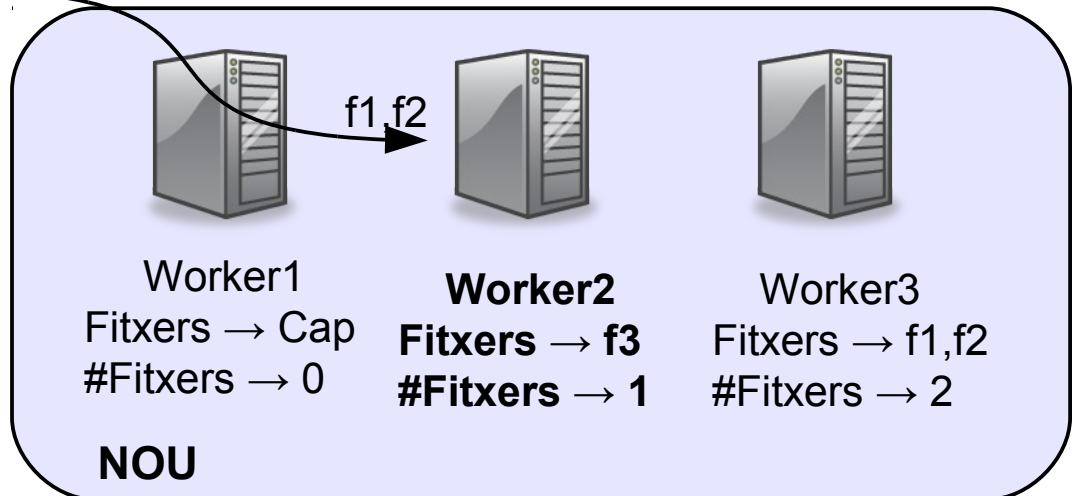 f1,f2
Worker1
Fitxers → Cap
#Fitxers → 0
Worker2
Fitxers → f3
#Fitxers → 1
Worker3
Fitxers → f1,f2
#Fitxers → 2
NOU